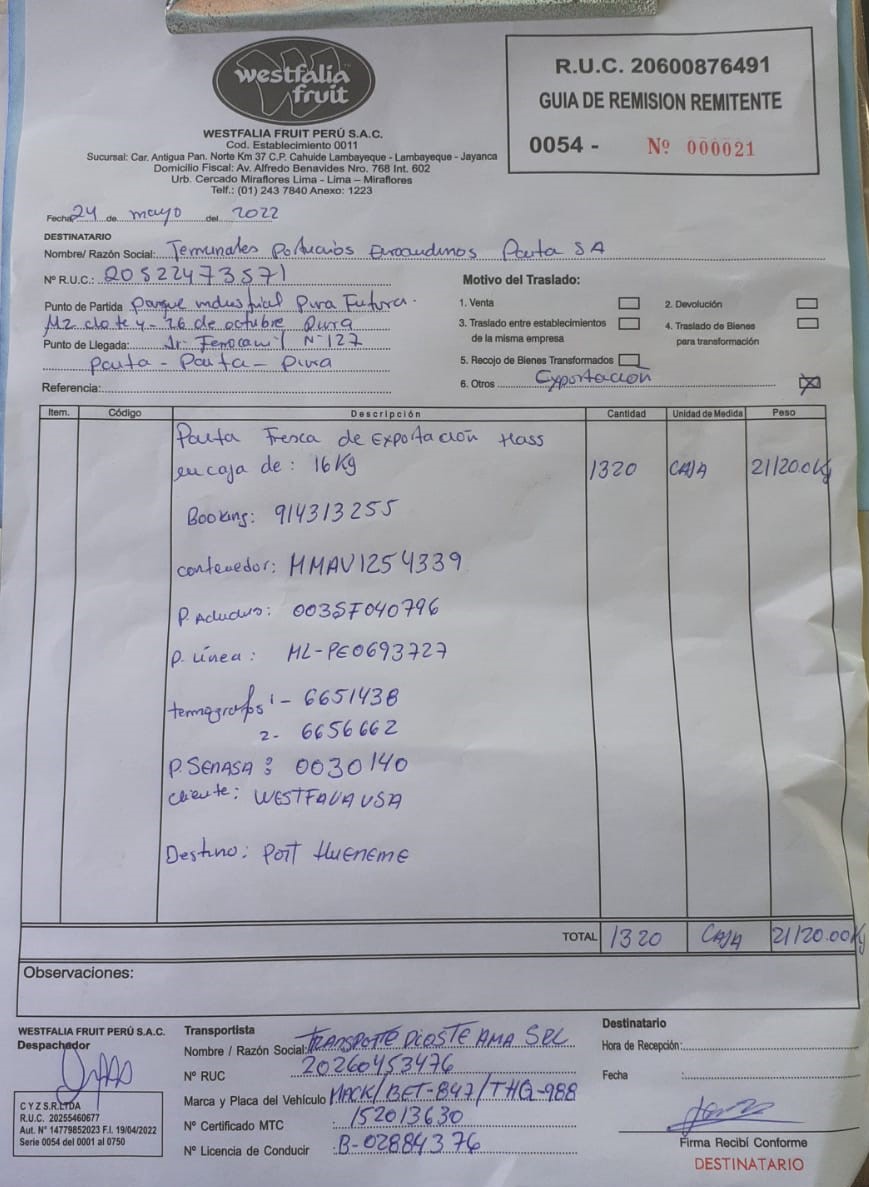 westfalia
fruit
WESTFALIA FRUIT PERÚ S.A.C.
Cod. Establecimiento 0011
Sucursal: Car. Antigua Pan. Norte Km 37 C.P. Cahuide Lambayeque - Lambayeque - Jayanca
Domicilio Fiscal: Av. Alfredo Benavides Nro. 768 Int. 602
Urb. Cercado Miraflores Lima - Lima – Miraflores
Telf.: (01) 243 7840 Anexo: 1223
R.U.C. 20600876491
GUIA DE REMISION REMITENTE
0054 - Nº 000021
Fecha 24 de mayo del 2022
DESTINATARIO
Nombre/ Razón Social: Terminales Portuarios Euroandinos Paita SA
Nº R.U.C.: 20522473571
Punto de Partida parque industrial Piura Futura.
Mz D lote 4 - 26 de octubre Piura
Punto de Llegada: Jr. Ferrocarril Nº 127
Paita - Paita - Piura
Referencia:
Motivo del Traslado:
1. Venta
2. Devolución
3. Traslado entre establecimientos
de la misma empresa
4. Traslado de Bienes
para transformación
5. Recojo de Bienes Transformados
6. Otros Exportación X
Item. Código Descripción Cantidad Unidad de Medida Peso
Palta Fresca de Exportación Hass
en caja de: 16 Kg 1320 CAJA 21120.0 Kg
Booking: 914313255
contenedor: MMAU1254339
P. Aduana: 003SF040796
P. Línea: ML-PE0693727
termografos 1 - 6651438
2- 6656662
P. SENASA: 0030140
cliente: WESTFALIA USA
Destino: Port HUENEME
TOTAL 1320 CAJA 21120.00 Kg
Observaciones:
WESTFALIA FRUIT PERÚ S.A.C.
Despachador
C Y Z S.R.LTDA
R.U.C. 20255460677
Aut. Nº 14779852023 F.I. 19/04/2022
Serie 0054 del 0001 al 0750
Transportista
Nombre / Razón Social: TRANSPORTE DIOSTE AMA SRL
Nº RUC 20260453476
Marca y Placa del Vehículo MACK/BET-847/THQ-988
Nº Certificado MTC : 152013630
Nº Licencia de Conducir : B-02884376
Destinatario
Hora de Recepción:
Fecha :
Firma Recibí Conforme
DESTINATARIO